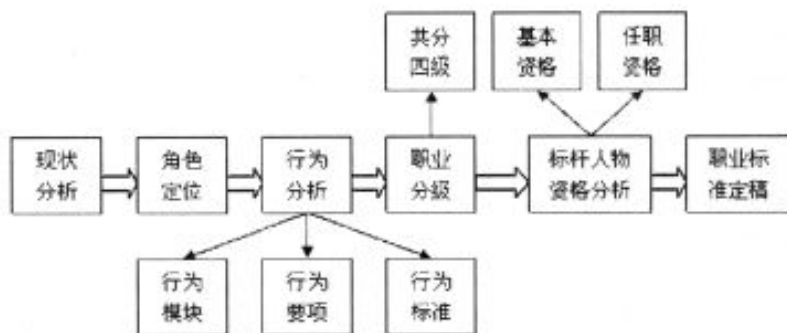 共分
四级
基本
资格
任职
资格
现状
分析
角色
定位
行为
分析
职业
分级
标杆人物
资格分析
职业标
准定稿
行为
模块
行为
要项
行为
标准